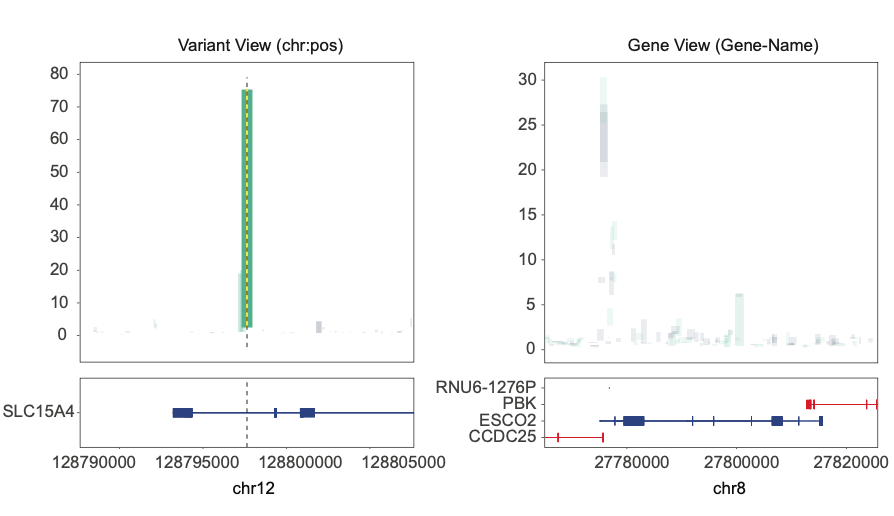 Variant View (chr:pos)
80
70
60
50
40
30
20
10
0
SLC15A4
128790000 128795000 128800000 128805000
chr12
Gene View (Gene-Name)
30
25
20
15
10
5
0
RNU6-1276P
PBK
ESCO2
CCDC25
27780000 27800000 27820000
chr8